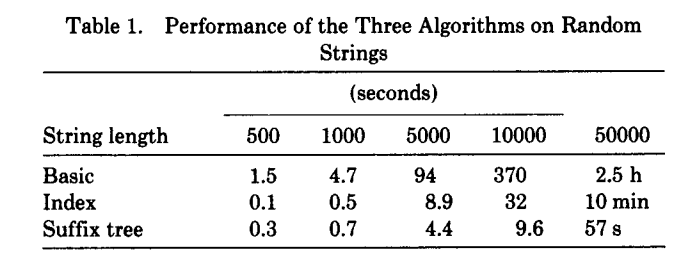 Table 1. Performance of the Three Algorithms on Random
Strings
(seconds)
String length 500 1000 5000 10000 50000
Basic 1.5 4.7 94 370 2.5 h
Index 0.1 0.5 8.9 32 10 min
Suffix tree 0.3 0.7 4.4 9.6 57 s